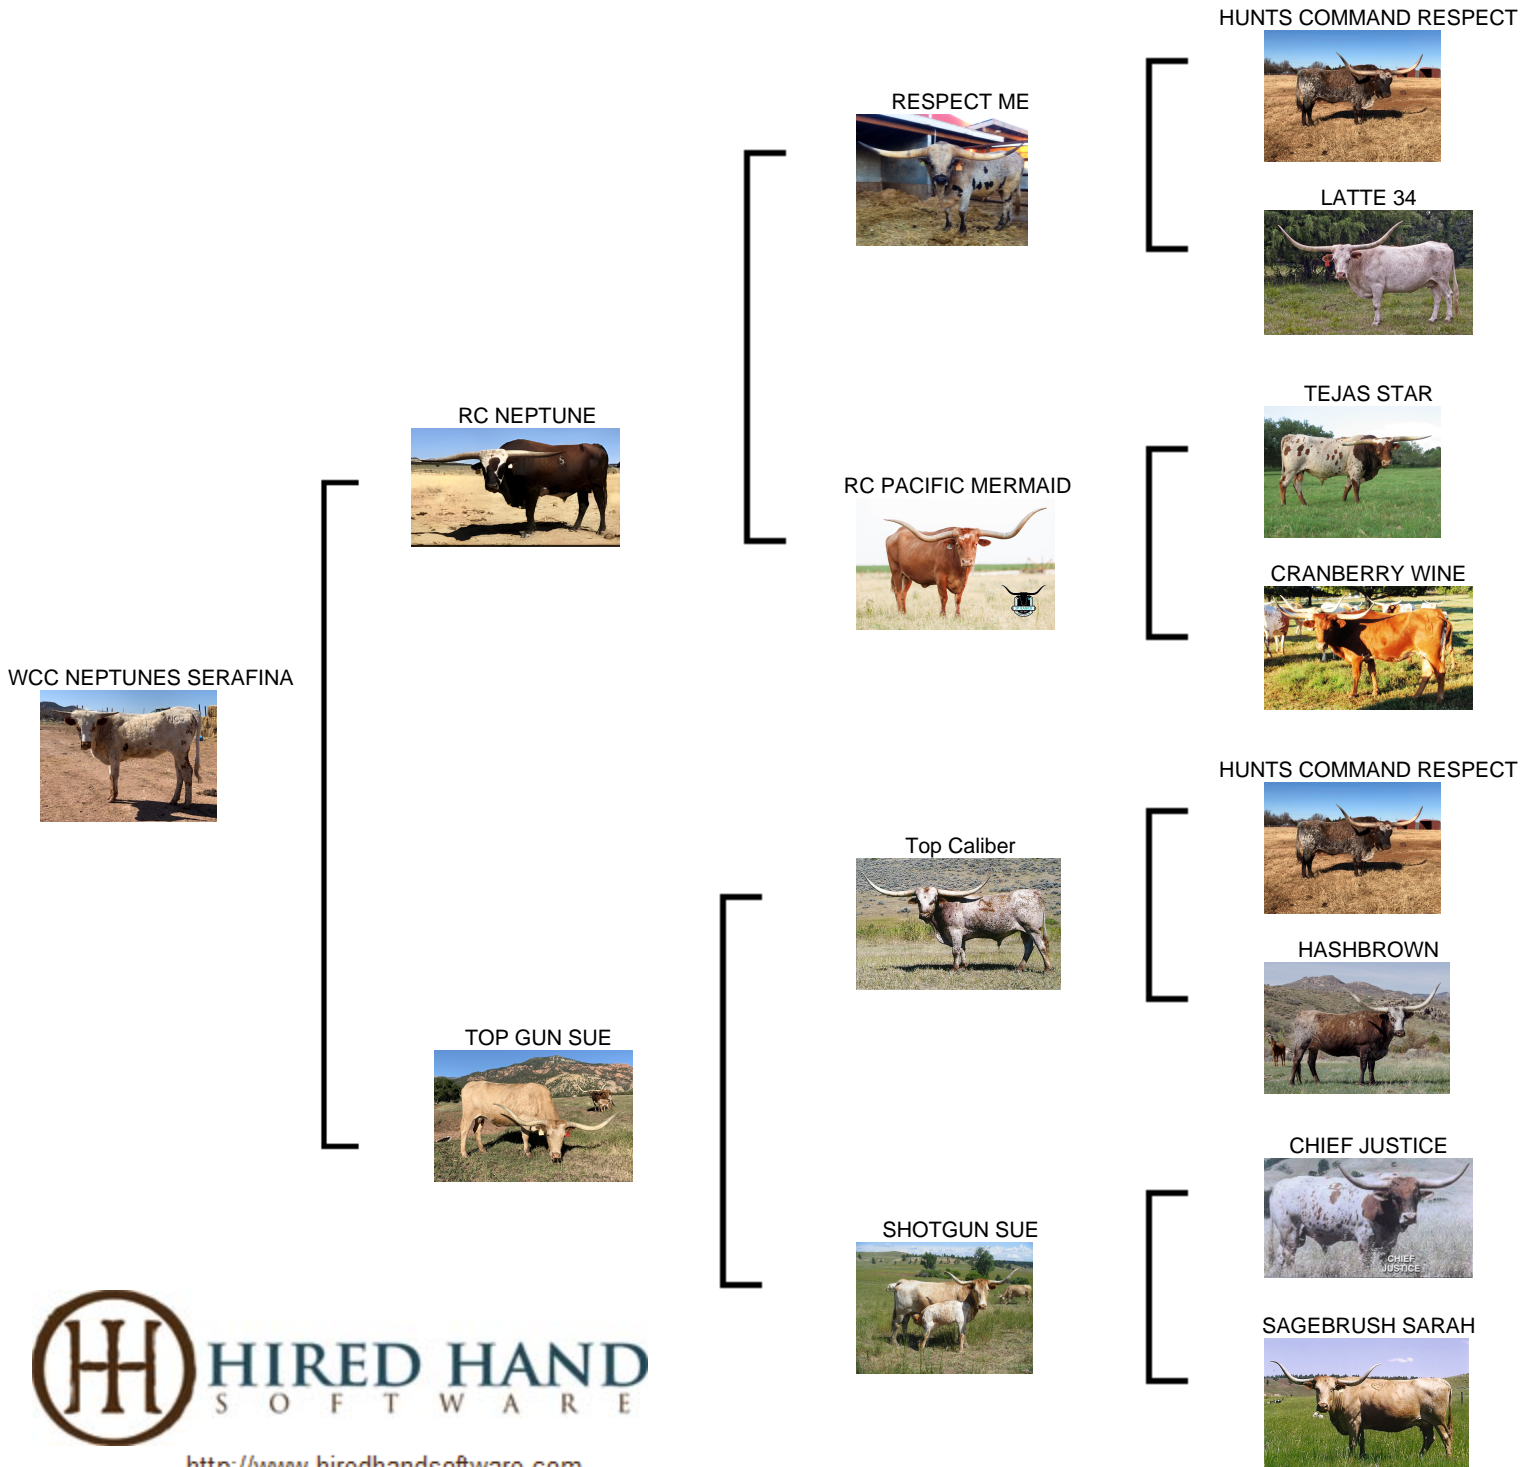 HUNTS COMMAND RESPECT
RESPECT ME
LATTE 34
TEJAS STAR
RC NEPTUNE
RC PACIFIC MERMAID
CRANBERRY WINE
WCC NEPTUNES SERAFINA
HUNTS COMMAND RESPECT
Top Caliber
HASHBROWN
TOP GUN SUE
CHIEF JUSTICE
CHIEF
JUSTICE
SHOTGUN SUE
SAGEBRUSH SARAH
HIRED HAND
SOFTWARE
http://www.hiredhandsoftware.com